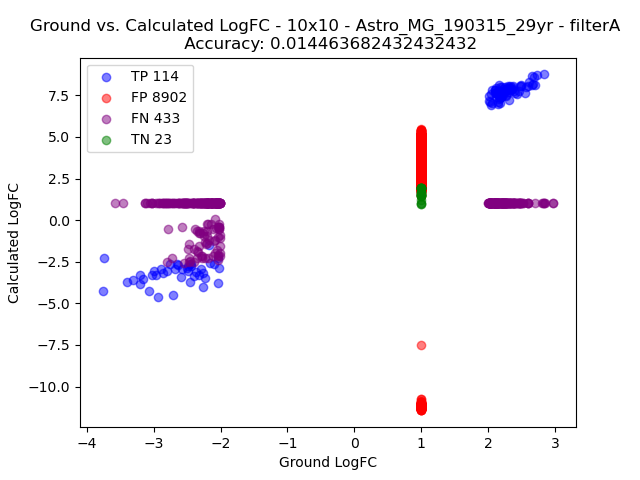 Ground vs. Calculated LogFC - 10x10 - Astro_MG_190315_29yr - filterA
Accuracy: 0.014463682432432432
TP 114
FP 8902
FN 433
TN 23
7.5
5.0
2.5
0.0
−2.5
−5.0
−7.5
−10.0
Calculated LogFC
−4
−3
−2
−1
0
1
2
3
Ground LogFC